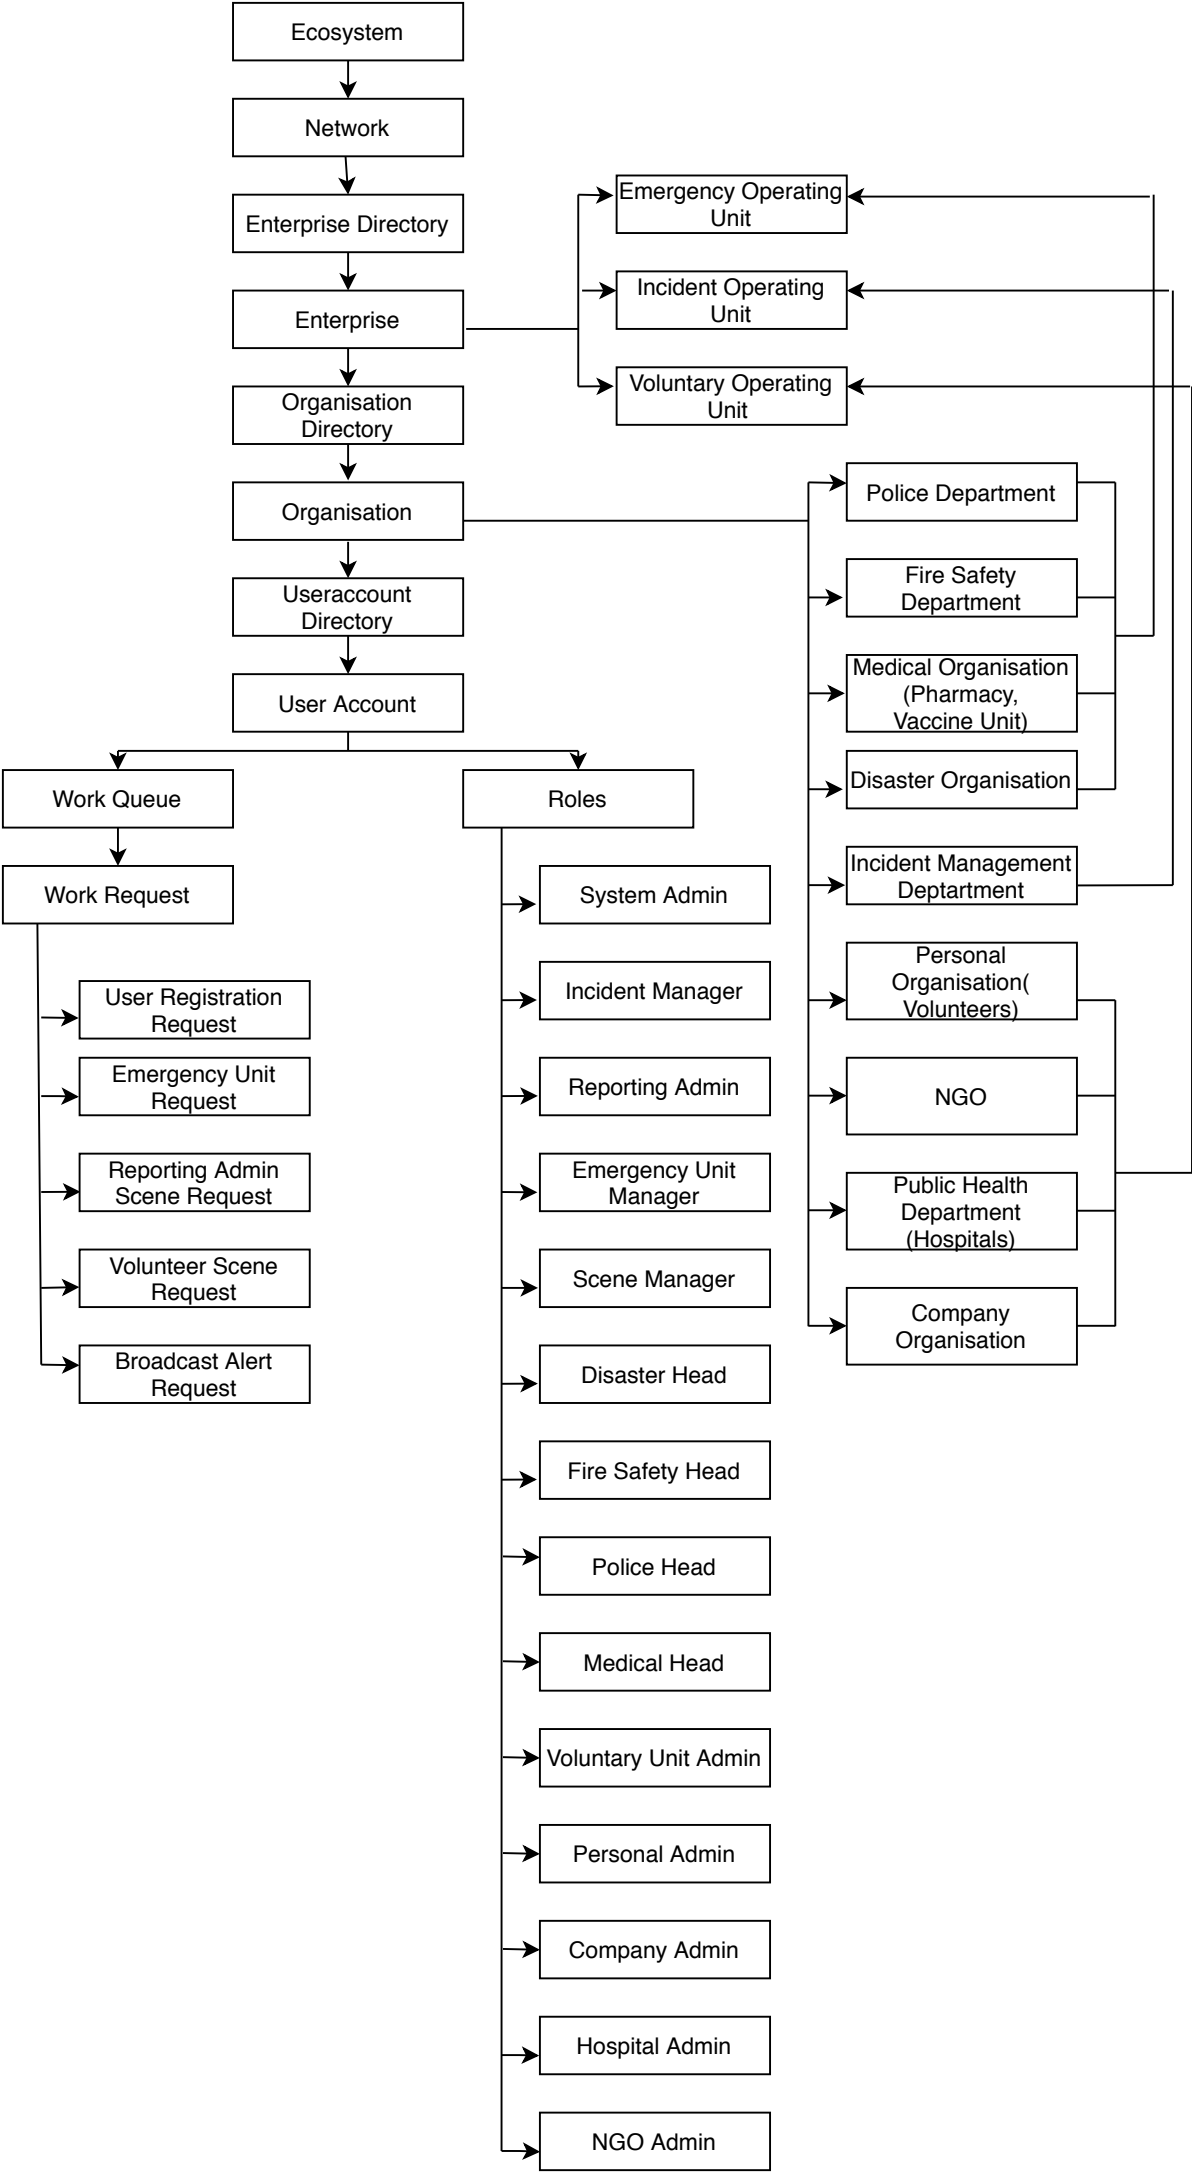 Ecosystem
Network
Enterprise Directory
Enterprise
Organisation
Directory
Organisation
Useraccount
Directory
User Account
Emergency Operating
Unit
Incident Operating
Unit
Voluntary Operating
Unit
Police Department
Fire Safety
Department
Medical Organisation
(Pharmacy,
Vaccine Unit)
Disaster Organisation
Incident Management
Deptartment
Personal
Organisation(
Volunteers)
NGO
Public Health
Department
(Hospitals)
Company
Organisation
Work Queue
Work Request
User Registration
Request
Emergency Unit
Request
Reporting Admin
Scene Request
Volunteer Scene
Request
Broadcast Alert
Request
Roles
System Admin
Incident Manager
Reporting Admin
Emergency Unit
Manager
Scene Manager
Disaster Head
Fire Safety Head
Police Head
Medical Head
Voluntary Unit Admin
Personal Admin
Company Admin
Hospital Admin
NGO Admin